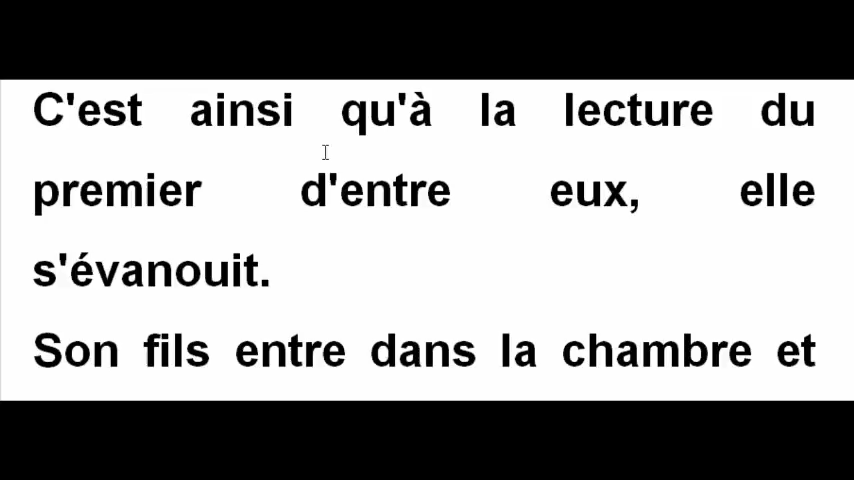 C'est ainsi qu'à la lecture du
premier d'entre eux, elle
s'évanouit.
Son fils entre dans la chambre et